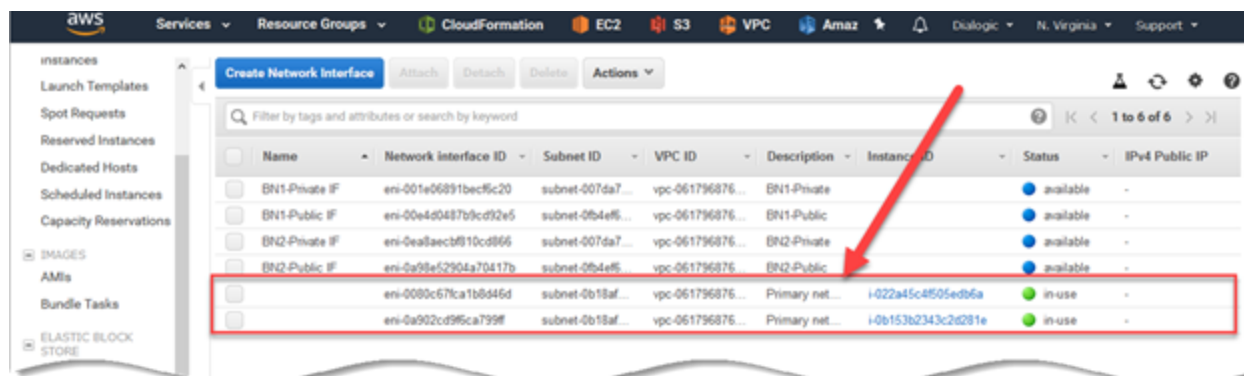 aws Services Resource Groups CloudFormation EC2 S3 VPC Amaz Dialogic N. Virginia Support
Instances
Launch Templates
Spot Requests
Reserved Instances
Dedicated Hosts
Scheduled Instances
Capacity Reservations
IMAGES
AMIs
Bundle Tasks
ELASTIC BLOCK
STORE
Create Network Interface Attach Detach Delete Actions
Filter by tags and attributes or search by keyword 1 to 6 of 6
Name Network interface ID Subnet ID VPC ID Description Instance ID Status IPv4 Public IP
BN1-Private IF eni-001e06891becf6c20 subnet-007da7... vpc-061796876... BN1-Private available -
BN1-Public IF eni-00e4d0487b9cd92e5 subnet-0fb4ef6... vpc-061796876... BN1-Public available -
BN2-Private IF eni-0ea8aecbf810cd866 subnet-007da7... vpc-061796876... BN2-Private available -
BN2-Public IF eni-0a98e52904a70417b subnet-0fb4ef6... vpc-061796876... BN2-Public available -
eni-0080c67fca1b8d46d subnet-0b18af... vpc-061796876... Primary net... i-022a45c4f505edb6a in-use -
eni-0a902cd9f6ca799ff subnet-0b18af... vpc-061796876... Primary net... i-0b153b2343c2d281e in-use -